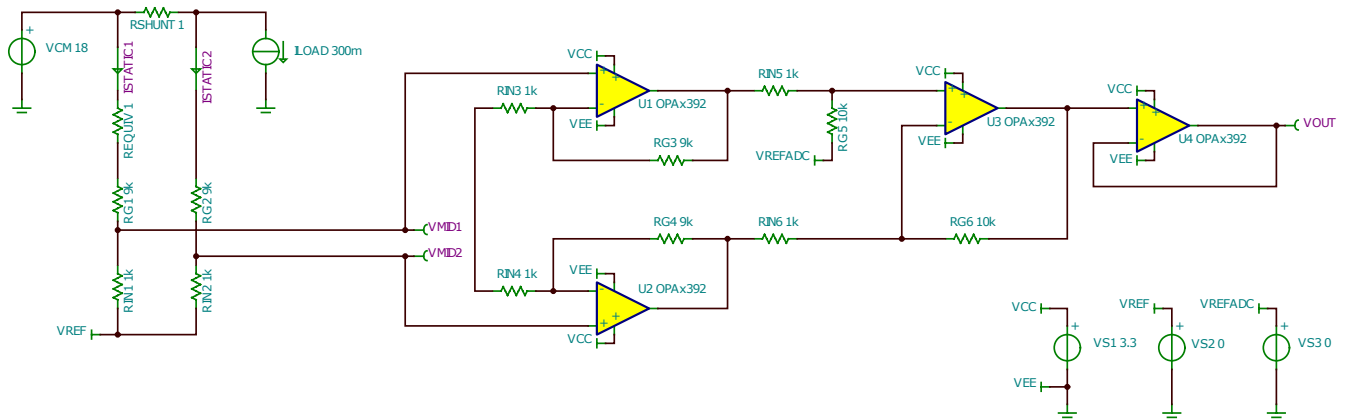 RSHUNT 1
VCM 18
ISTATIC1
ISTATIC2
ILOAD 300m
REQUIV 1
RG1 9k
RG2 9k
RIN1 1k
RIN2 1k
VREF
VMID1
VMID2
RIN3 1k
VCC
U1 OPAx392
VEE
RG3 9k
RG4 9k
RIN4 1k
VEE
U2 OPAx392
VCC
RIN5 1k
RG5 10k
VREFADC
RIN6 1k
VCC
U3 OPAx392
VEE
RG6 10k
VCC
U4 OPAx392
VEE
VOUT
VCC
VS1 3.3
VEE
VREF
VS2 0
VREFADC
VS3 0